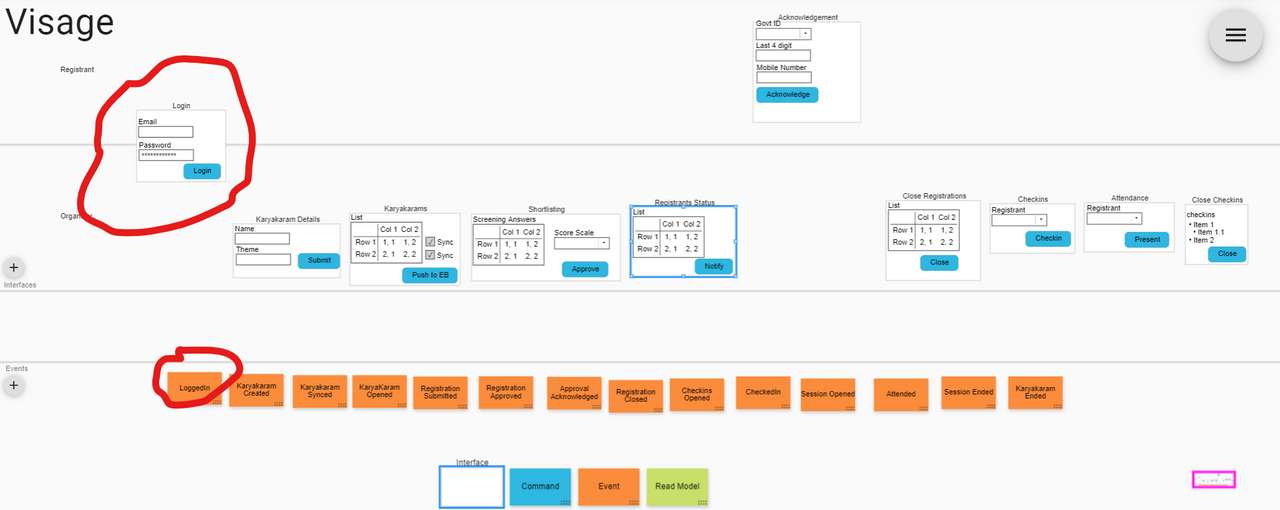 Visage
Registrant
Login
Email
Password
************
Login
Acknowledgement
Govt ID
Last 4 digit
Mobile Number
Acknowledge
Karyakaram Details
Name
Theme
Submit
Karyakarams
List
Col 1 Col 2
Row 1 1, 1 1, 2
Row 2 2, 1 2, 2
Sync
Sync
Push to EB
Shortlisting
Screening Answers
Col 1 Col 2
Row 1 1, 1 1, 2
Row 2 2, 1 2, 2
Score Scale
Approve
Registrants Status
List
Col 1 Col 2
Row 1 1, 1 1, 2
Row 2 2, 1 2, 2
Notify
Close Registrations
List
Col 1 Col 2
Row 1 1, 1 1, 2
Row 2 2, 1 2, 2
Close
Checkins
Registrant
Checkin
Attendance
Registrant
Present
Close Checkins
checkins
• Item 1
• Item 1.1
• Item 2
Close
+
Interfaces
Events
+
LoggedIn
Karyakaram
Created
Karyakaram
Synced
KaryaKaram
Opened
Registration
Submitted
Registration
Approved
Approval
Acknowledged
Registration
Closed
Checkins
Opened
CheckedIn
Session Opened
Attended
Session Ended
Karyakaram
Ended
Interface
Command
Event
Read Model